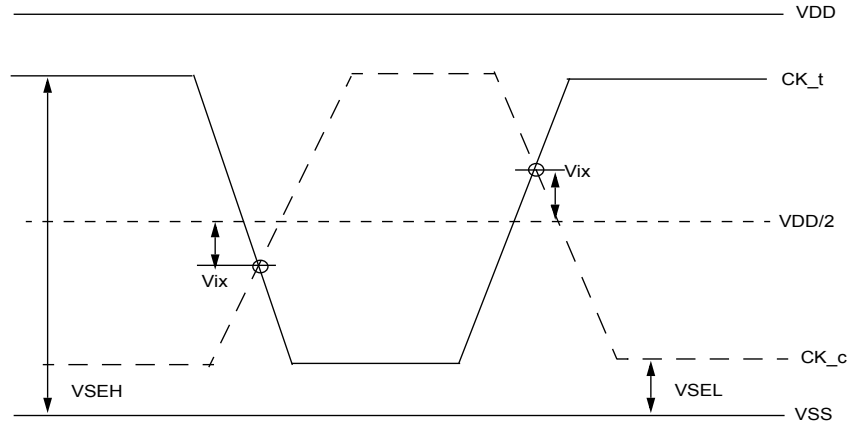 VDD
CK_t
Vix
VDD/2
Vix
CK_c
VSEH
VSEL
VSS